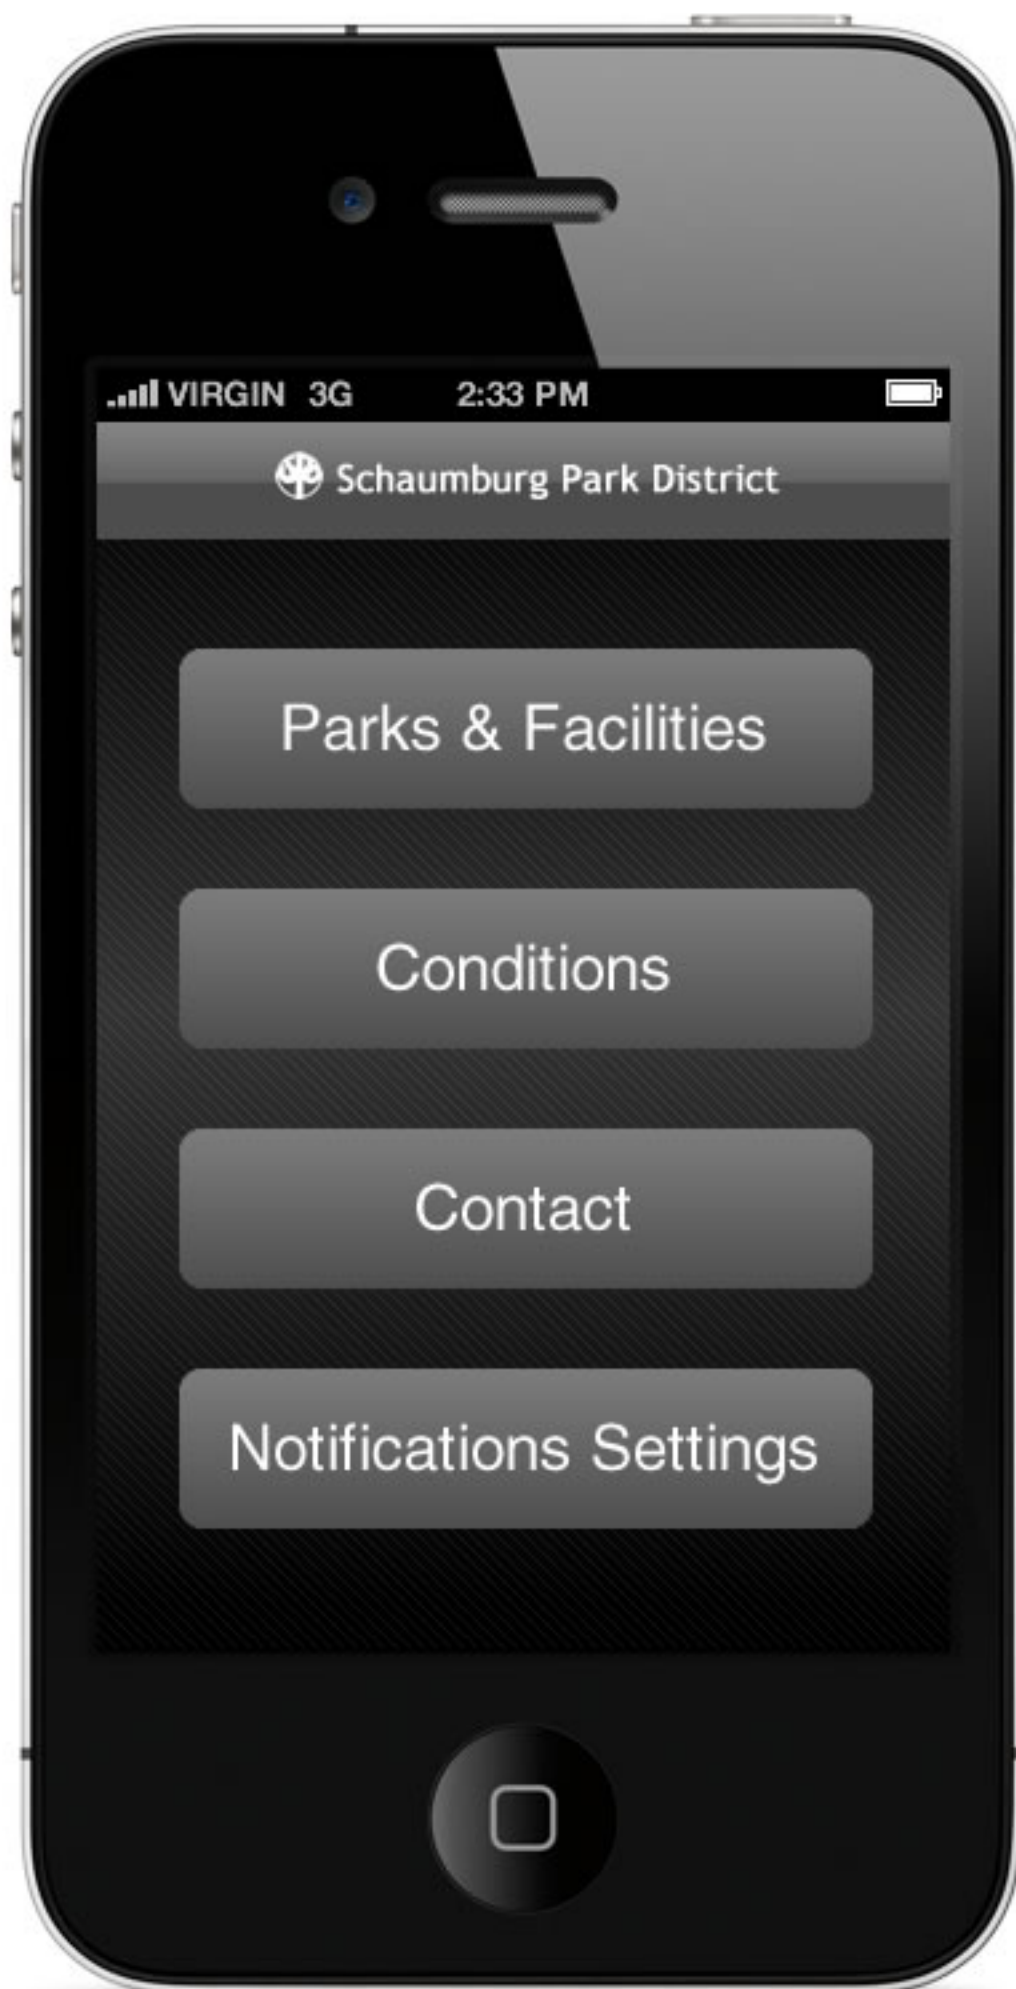 VIRGIN 3G 2:33 PM
Schaumburg Park District
Parks & Facilities
Conditions
Contact
Notifications Settings